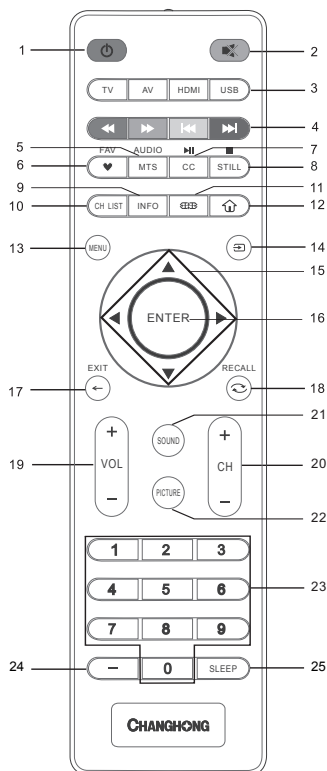 1 2
TV AV HDMI USB 3
4
FAV AUDIO
5 7
6 MTS CC STILL 8
9 11
10 CH LIST INFO 12
13 MENU 14
15
ENTER 16
EXIT RECALL
17 18
21
SOUND
+ +
19 VOL CH 20
PICTURE
− −
22
1 2 3
4 5 6 23
7 8 9
24 − 0 SLEEP 25
CHANGHONG